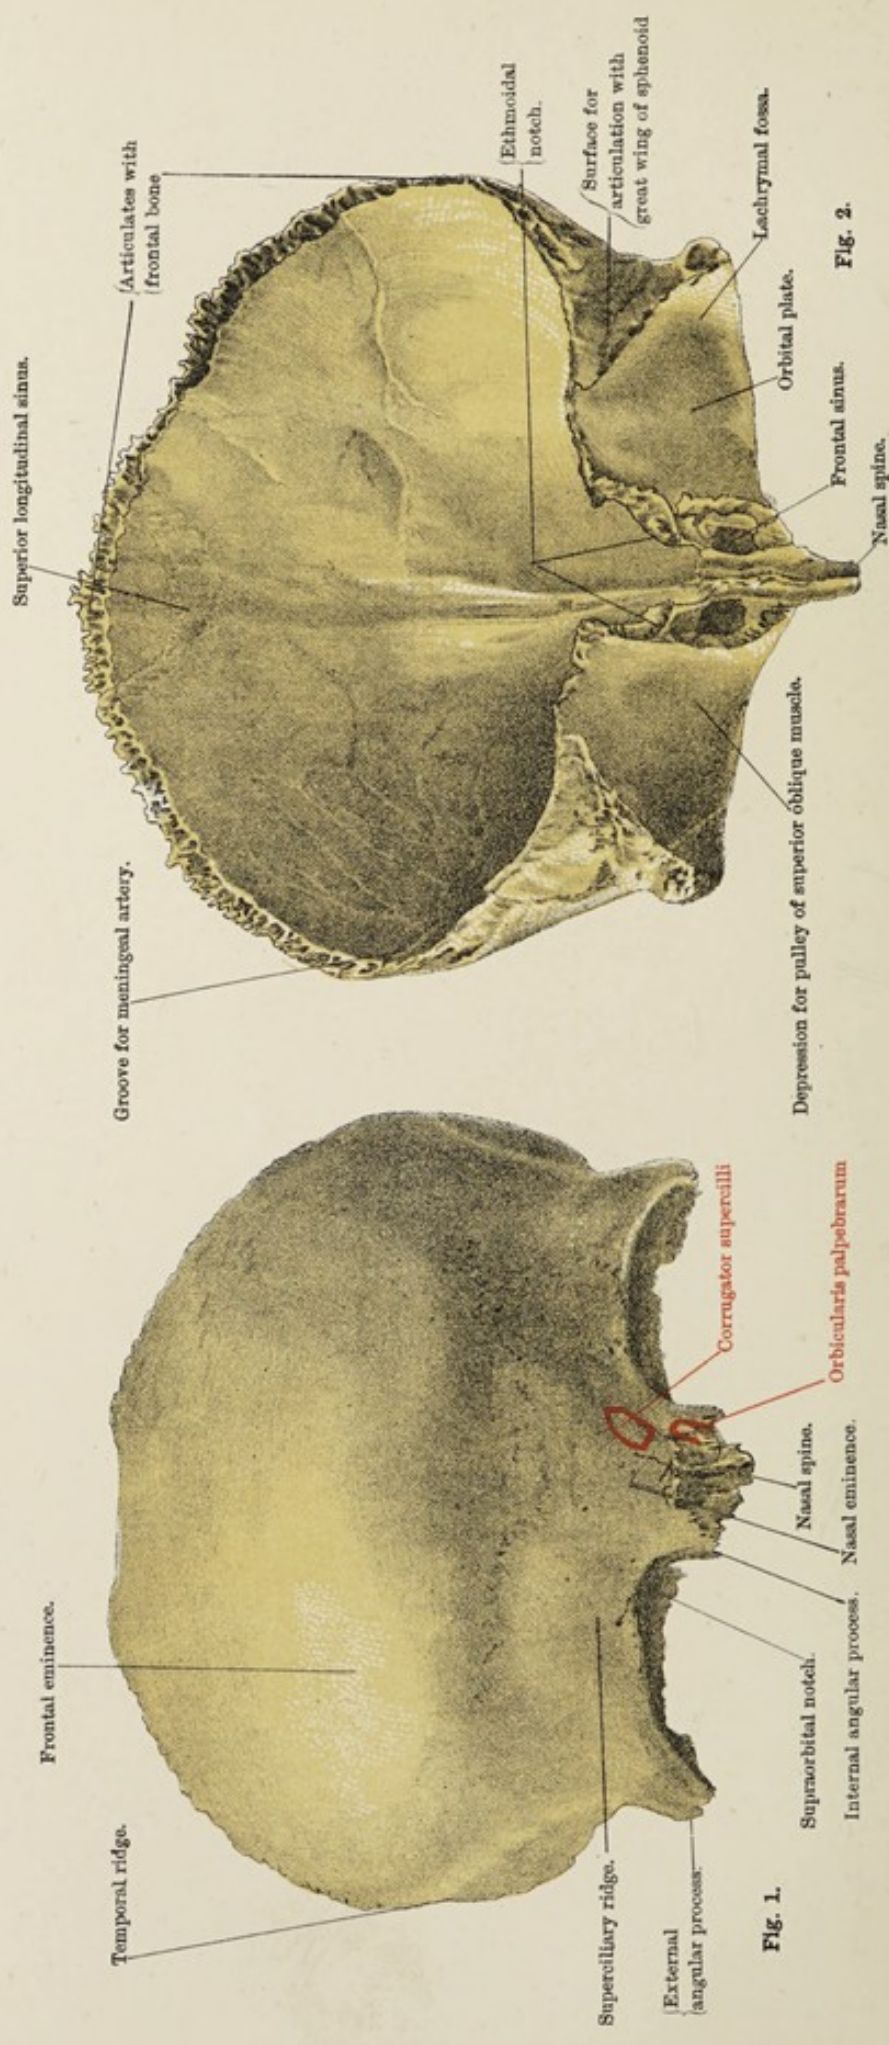 Temporal ridge.
Frontal eminence.
Superciliary ridge.
External
angular process.
Supraorbital notch.
Internal angular process.
Nasal spine.
Nasal eminence.
Corrugator supercilli
Orbicularis palpebrarum
Fig. 1.
Groove for meningeal artery.
Superior longitudinal sinus.
Articulates with
frontal bone
Ethmoidal
notch.
Surface for
articulation with
great wing of sphenoid
Lachrymal fossa.
Orbital plate.
Frontal sinus.
Nasal spine.
Depression for pulley of superior oblique muscle.
Fig. 2.